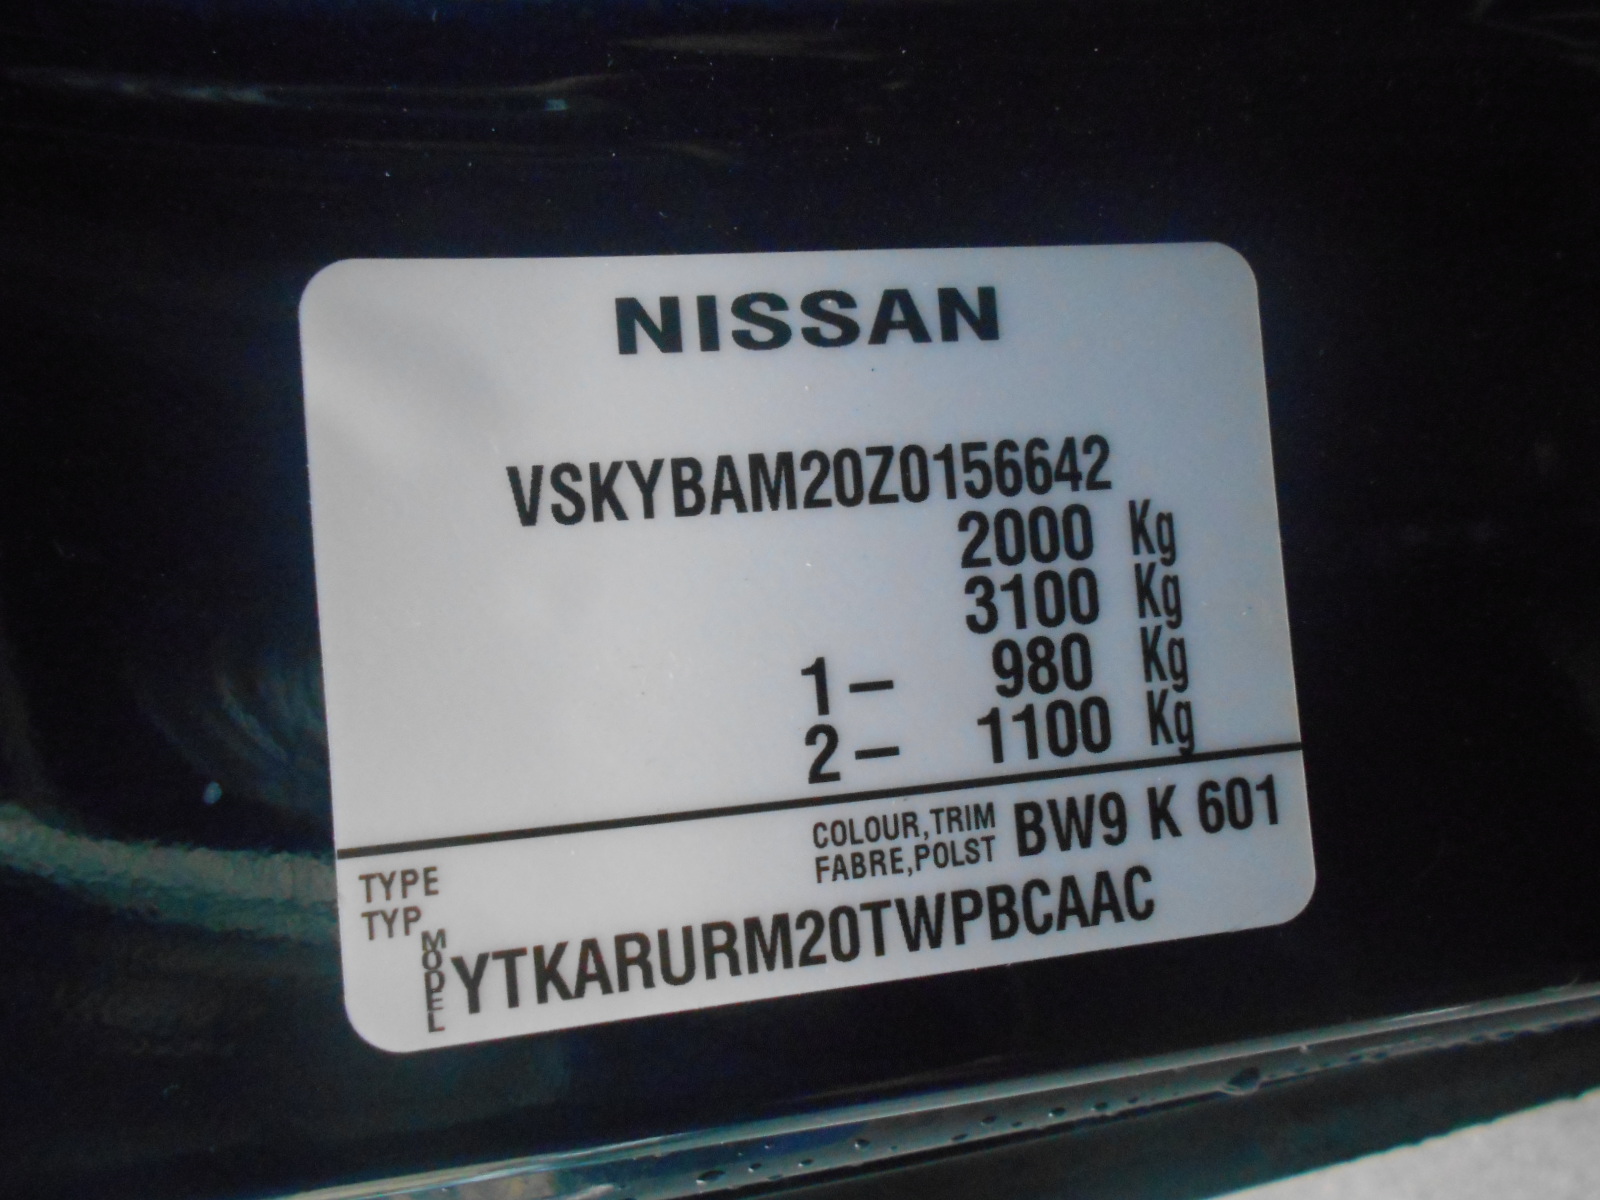 NISSAN
VSKYBAM20Z0156642
2000 Kg
3100 Kg
1 – 980 Kg
2 – 1100 Kg
COLOUR,TRIM BW9 K 601
FABRE,POLST
TYPE
TYP
MODEL YTKARURM20TWPBCAAC